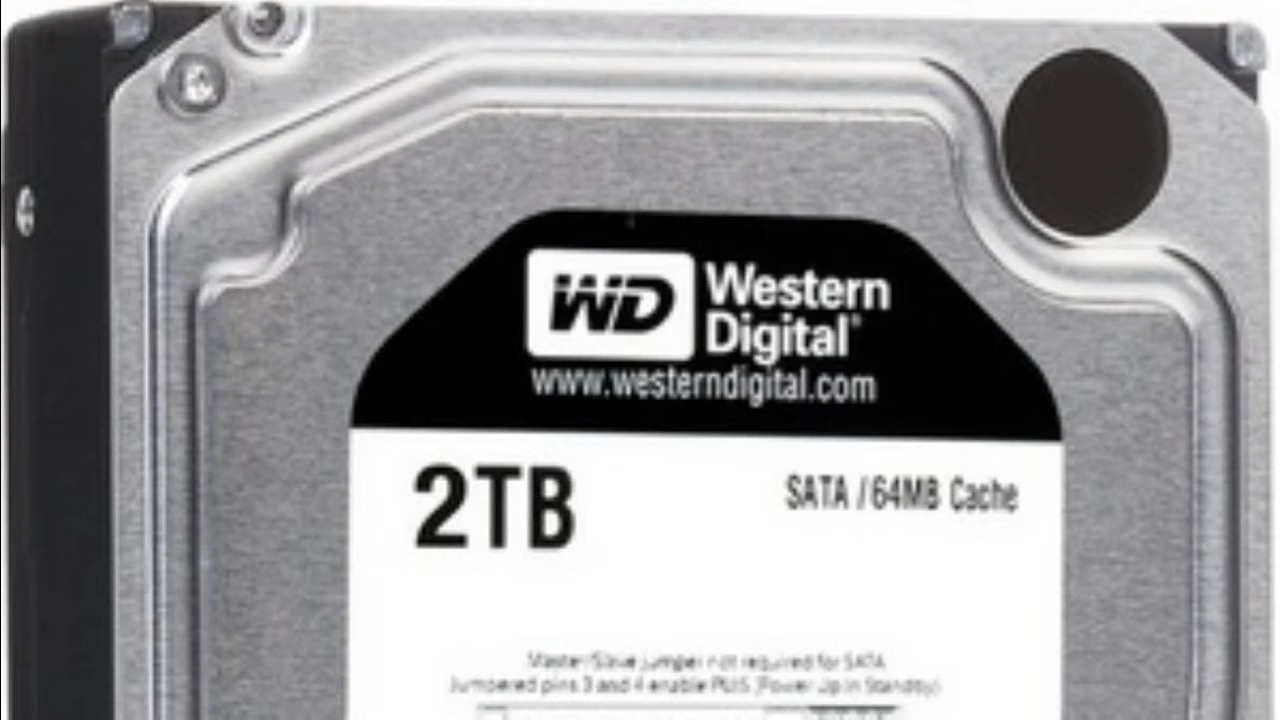 WD Western
Digital®
www.westerndigital.com
2TB
SATA / 64MB Cache
Master/Slave jumper not required for SATA
Jumpered pins 3 and 4 enable PUIS (Power Up in Standby)